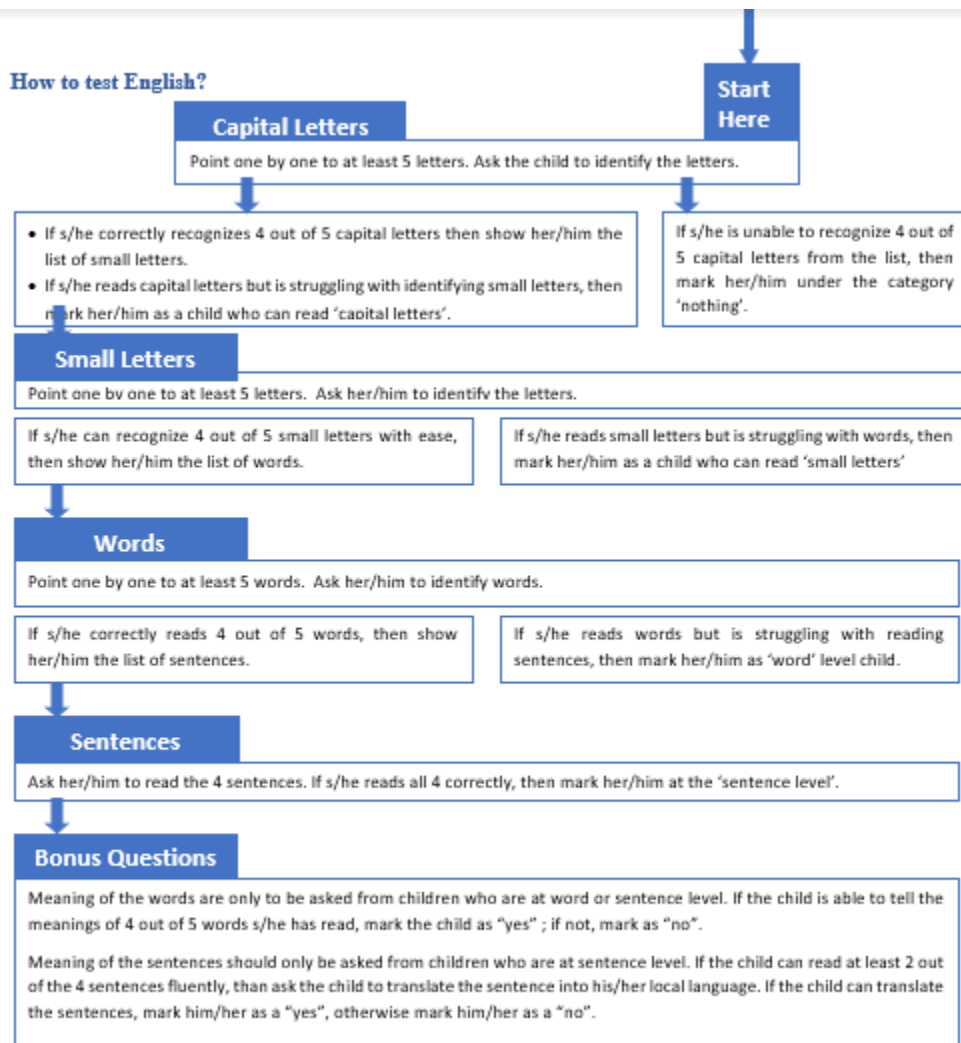 How to test English?
Start
Here
Capital Letters
Point one by one to at least 5 letters. Ask the child to identify the letters.
• If s/he correctly recognizes 4 out of 5 capital letters then show her/him the
list of small letters.
• If s/he reads capital letters but is struggling with identifying small letters, then
mark her/him as a child who can read ‘capital letters’.
If s/he is unable to recognize 4 out of
5 capital letters from the list, then
mark her/him under the category
‘nothing’.
Small Letters
Point one by one to at least 5 letters. Ask her/him to identify the letters.
If s/he can recognize 4 out of 5 small letters with ease,
then show her/him the list of words.
If s/he reads small letters but is struggling with words, then
mark her/him as a child who can read ‘small letters’
Words
Point one by one to at least 5 words. Ask her/him to identify words.
If s/he correctly reads 4 out of 5 words, then show
her/him the list of sentences.
If s/he reads words but is struggling with reading
sentences, then mark her/him as ‘word’ level child.
Sentences
Ask her/him to read the 4 sentences. If s/he reads all 4 correctly, then mark her/him at the ‘sentence level’.
Bonus Questions
Meaning of the words are only to be asked from children who are at word or sentence level. If the child is able to tell the
meanings of 4 out of 5 words s/he has read, mark the child as “yes” ; if not, mark as “no”.
Meaning of the sentences should only be asked from children who are at sentence level. If the child can read at least 2 out
of the 4 sentences fluently, than ask the child to translate the sentence into his/her local language. If the child can translate
the sentences, mark him/her as a “yes”, otherwise mark him/her as a “no”.